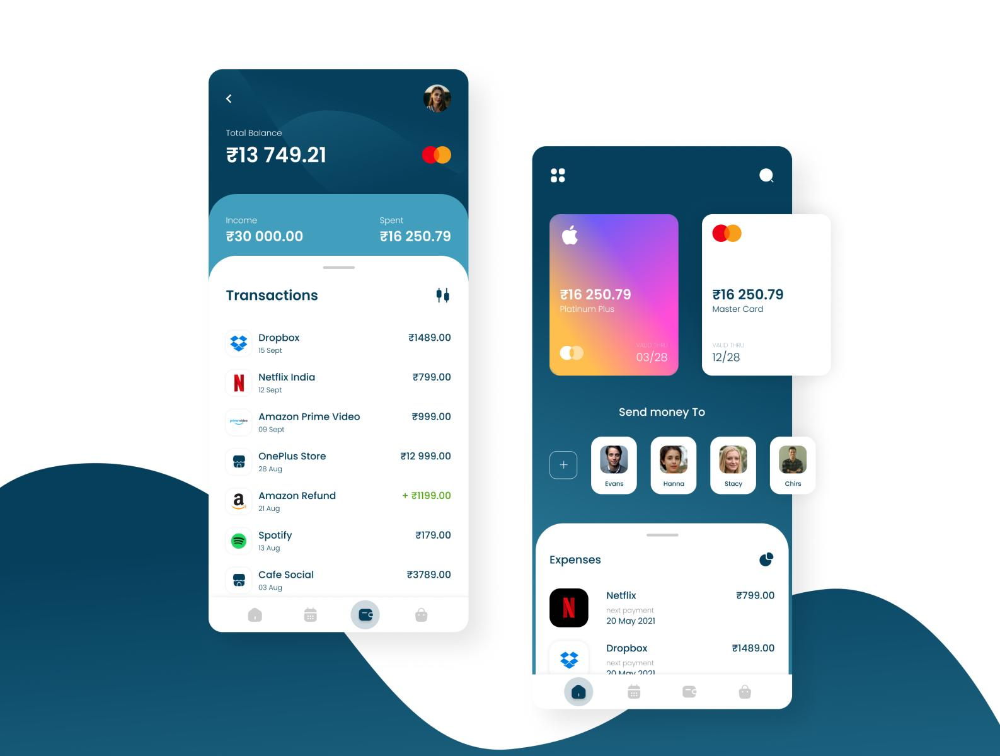 Total Balance
₹13 749.21
Income
Spent
₹30 000.00
₹16 250.79
Transactions
Dropbox
₹1489.00
15 Sept
Netflix India
₹799.00
12 Sept
prime video
Amazon Prime Video
₹999.00
09 Sept
OnePlus Store
₹12 999.00
28 Aug
Amazon Refund
+ ₹1199.00
21 Aug
Spotify
₹179.00
13 Aug
Cafe Social
₹3789.00
03 Aug
₹16 250.79
Platinum Plus
VALID THRU
03/28
₹16 250.79
Master Card
VALID THRU
12/28
Send money To
Evans
Hanna
Stacy
Chirs
Expenses
Netflix
₹799.00
next payment
20 May 2021
Dropbox
₹1489.00
next payment
20 May 2021